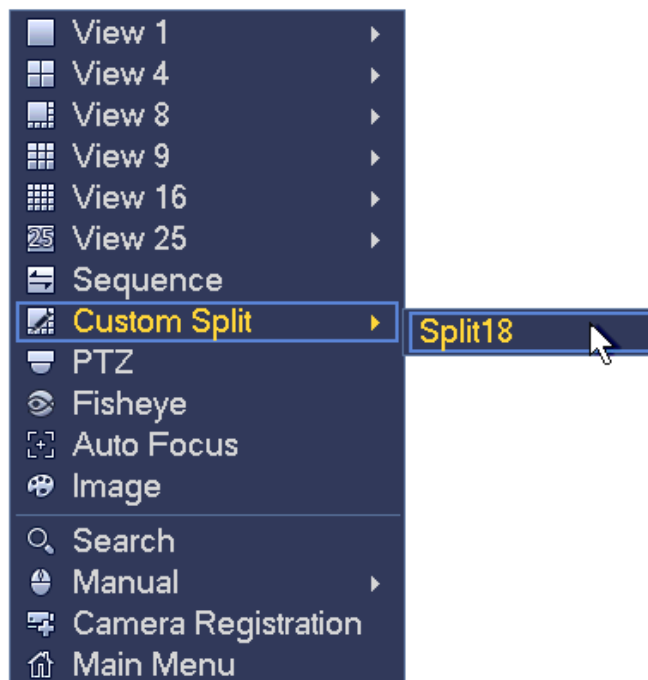 View 1
View 4
View 8
View 9
View 16
25 View 25
Sequence
Custom Split
Split18
PTZ
Fisheye
Auto Focus
Image
Search
Manual
Camera Registration
Main Menu